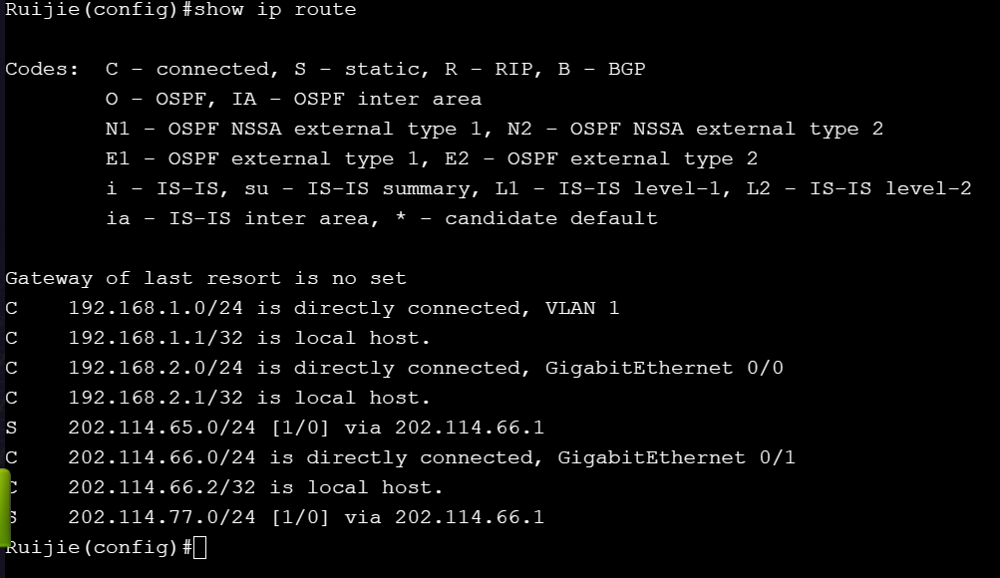 Ruijie(config)#show ip route
Codes:  C - connected, S - static, R - RIP, B - BGP
        O - OSPF, IA - OSPF inter area
        N1 - OSPF NSSA external type 1, N2 - OSPF NSSA external type 2
        E1 - OSPF external type 1, E2 - OSPF external type 2
        i - IS-IS, su - IS-IS summary, L1 - IS-IS level-1, L2 - IS-IS level-2
        ia - IS-IS inter area, * - candidate default
Gateway of last resort is no set
C    192.168.1.0/24 is directly connected, VLAN 1
C    192.168.1.1/32 is local host.
C    192.168.2.0/24 is directly connected, GigabitEthernet 0/0
C    192.168.2.1/32 is local host.
S    202.114.65.0/24 [1/0] via 202.114.66.1
C    202.114.66.0/24 is directly connected, GigabitEthernet 0/1
C    202.114.66.2/32 is local host.
S    202.114.77.0/24 [1/0] via 202.114.66.1
Ruijie(config)#